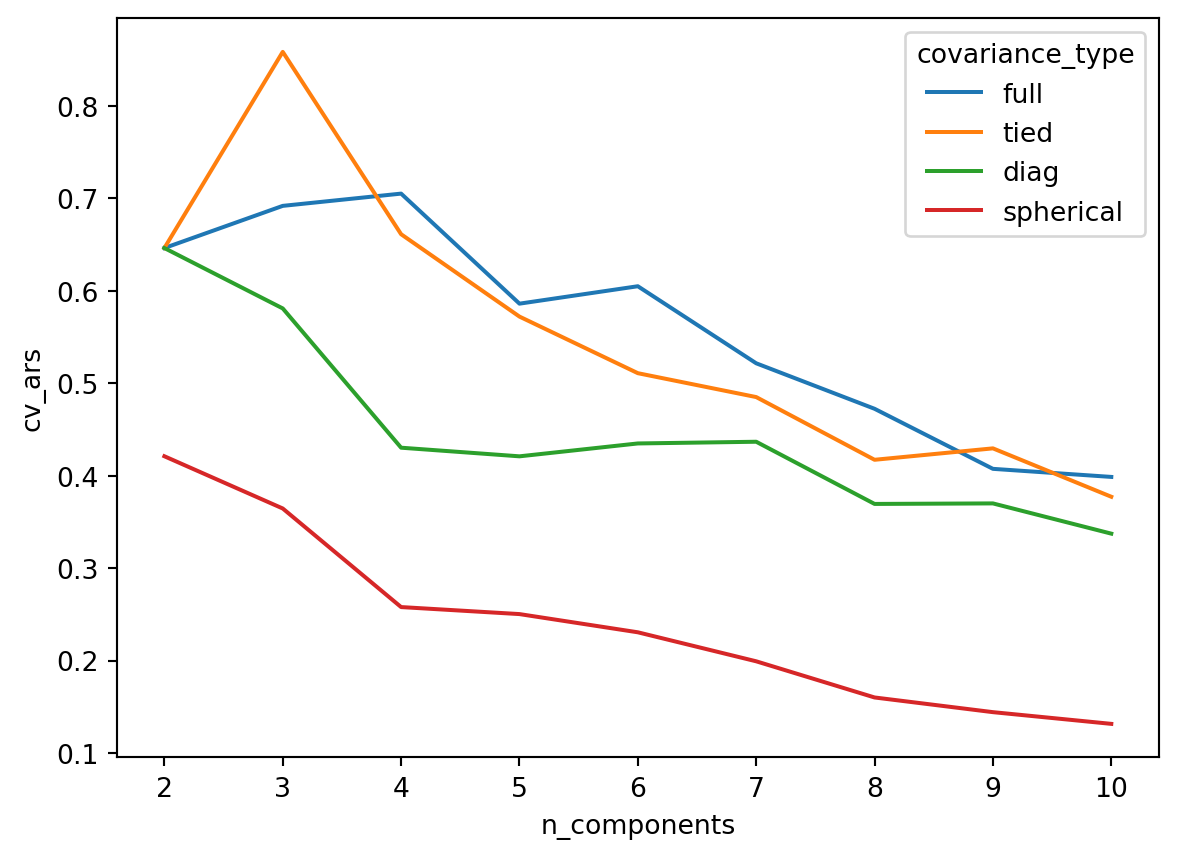 covariance_type
full
tied
diag
spherical
cv_ars
0.8
0.7
0.6
0.5
0.4
0.3
0.2
0.1
2 3 4 5 6 7 8 9 10
n_components